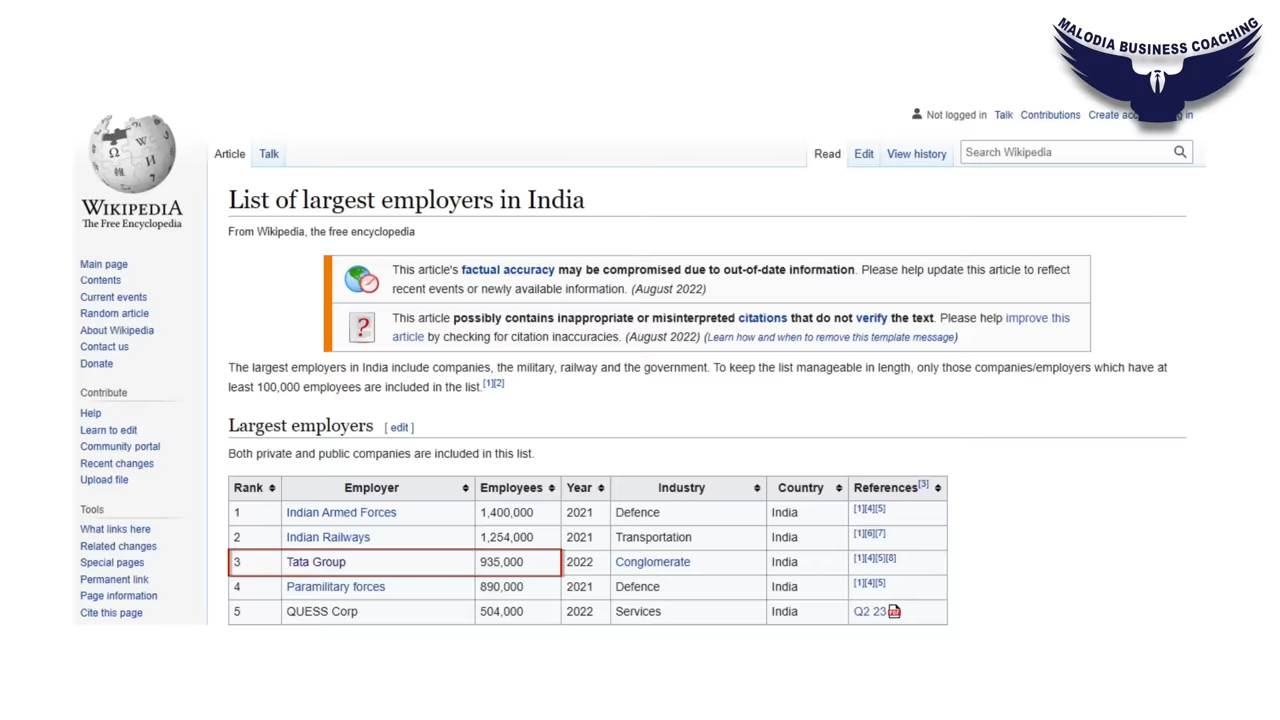 MALODIA BUSINESS COACHING
Not logged in Talk Contributions Create in
Article Talk Read Edit View history Search Wikipedia
WIKIPEDIA
The Free Encyclopedia
Main page
Contents
Current events
Random article
About Wikipedia
Contact us
Donate
Contribute
Help
Learn to edit
Community portal
Recent changes
Upload file
Tools
What links here
Related changes
Special pages
Permanent link
Page information
Cite this page
List of largest employers in India
From Wikipedia, the free encyclopedia
This article's factual accuracy may be compromised due to out-of-date information. Please help update this article to reflect
recent events or newly available information. (August 2022)
This article possibly contains inappropriate or misinterpreted citations that do not verify the text. Please help improve this
article by checking for citation inaccuracies. (August 2022) (Learn how and when to remove this template message)
The largest employers in India include companies, the military, railway and the government. To keep the list manageable in length, only those companies/employers which have at
least 100,000 employees are included in the list.[1][2]
Largest employers [ edit ]
Both private and public companies are included in this list.
Rank Employer Employees Year Industry Country References[3]
1 Indian Armed Forces 1,400,000 2021 Defence India [1][4][5]
2 Indian Railways 1,254,000 2021 Transportation India [1][6][7]
3 Tata Group 935,000 2022 Conglomerate India [1][4][5][8]
4 Paramilitary forces 890,000 2021 Defence India [1][4][5]
5 QUESS Corp 504,000 2022 Services India Q2 23